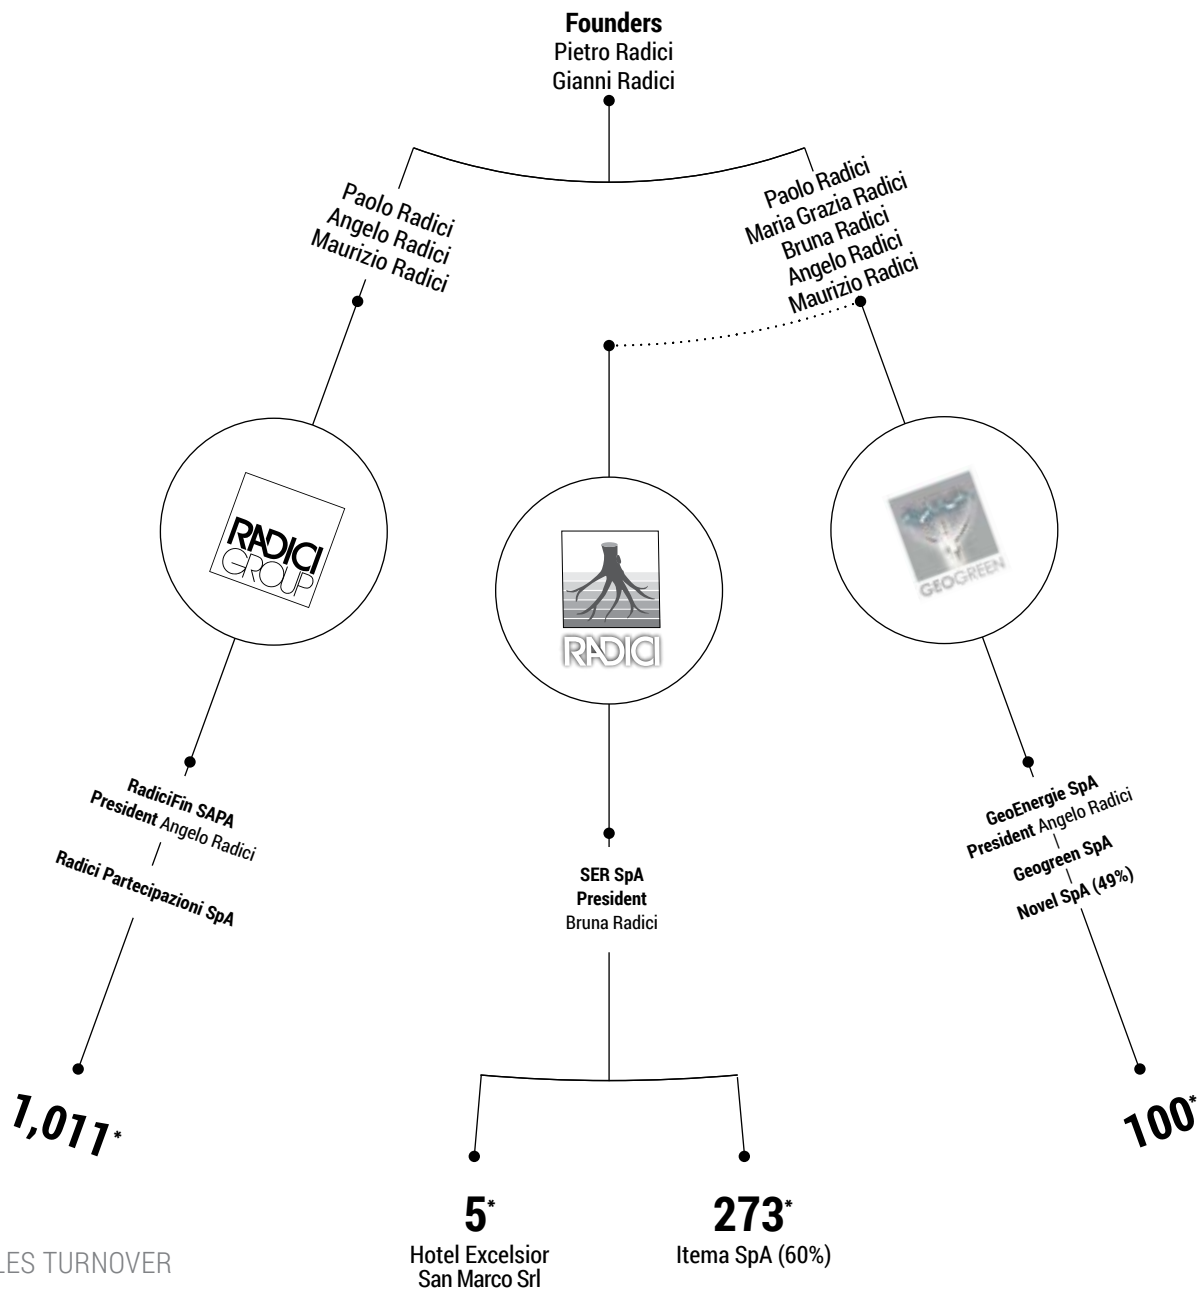 Founders
Pietro Radici
Gianni Radici
Paolo Radici
Angelo Radici
Maurizio Radici
Paolo Radici
Maria Grazia Radici
Bruna Radici
Angelo Radici
Maurizio Radici
RADICI
GROUP
RADICI
GEOGREEN
RadiciFin SAPA
President Angelo Radici
Radici Partecipazioni SpA
SER SpA
President
Bruna Radici
GeoEnergie SpA
President Angelo Radici
Geogreen SpA
Novel SpA (49%)
1,011*
5*
Hotel Excelsior
San Marco Srl
273*
Itema SpA (60%)
100*
LES TURNOVER